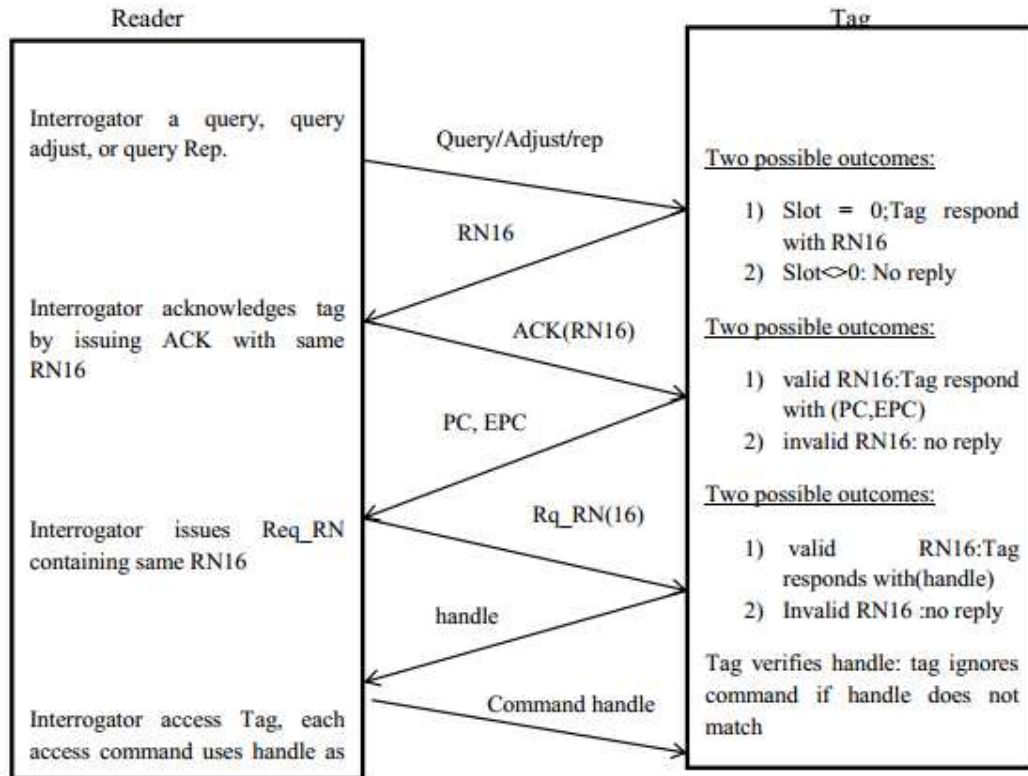 Reader
Tag
Interrogator a query, query
adjust, or query Rep.
Query/Adjust/rep
Two possible outcomes:
1) Slot = 0;Tag respond
with RN16
2) Slot<>0: No reply
RN16
Interrogator acknowledges tag
by issuing ACK with same
RN16
ACK(RN16)
Two possible outcomes:
1) valid RN16:Tag respond
with (PC,EPC)
2) invalid RN16: no reply
PC, EPC
Interrogator issues Req_RN
containing same RN16
Rq_RN(16)
Two possible outcomes:
1) valid RN16:Tag
responds with(handle)
2) Invalid RN16 :no reply
handle
Tag verifies handle: tag ignores
command if handle does not
match
Command handle
Interrogator access Tag, each
access command uses handle as